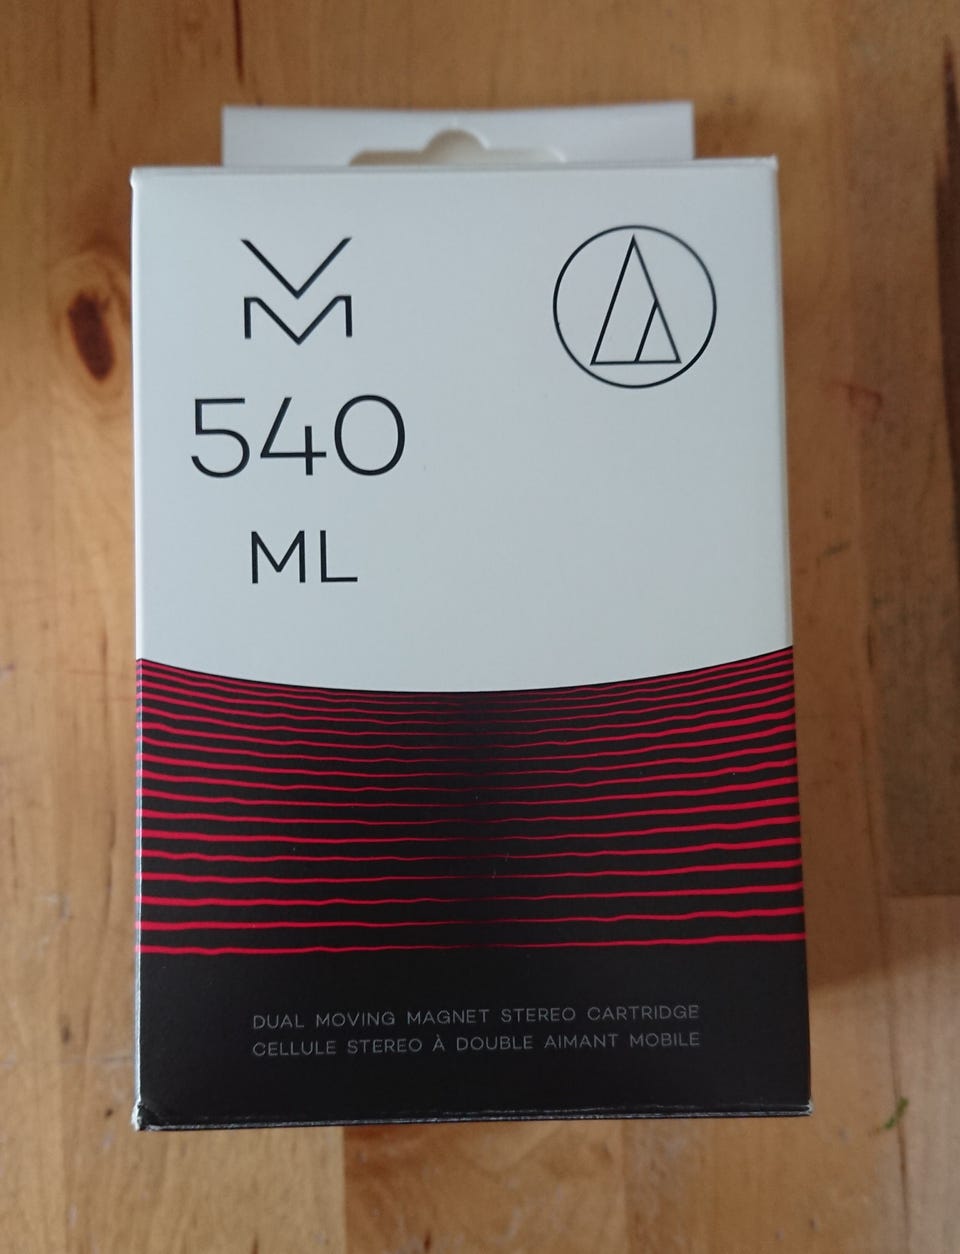 VM
540
ML
DUAL MOVING MAGNET STEREO CARTRIDGE
CELLULE STEREO À DOUBLE AIMANT MOBILE